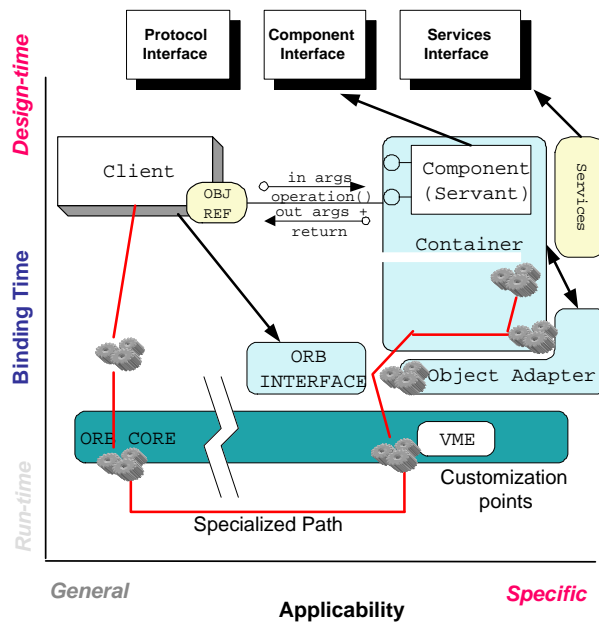 Protocol
Interface
Component
Interface
Services
Interface
Design-time
Client
OBJ
REF
in args
operation()
out args +
return
Component
(Servant)
Services
Container
Binding Time
ORB
INTERFACE
Object Adapter
ORB CORE
VME
Customization
points
Specialized Path
Run-time
General
Applicability
Specific